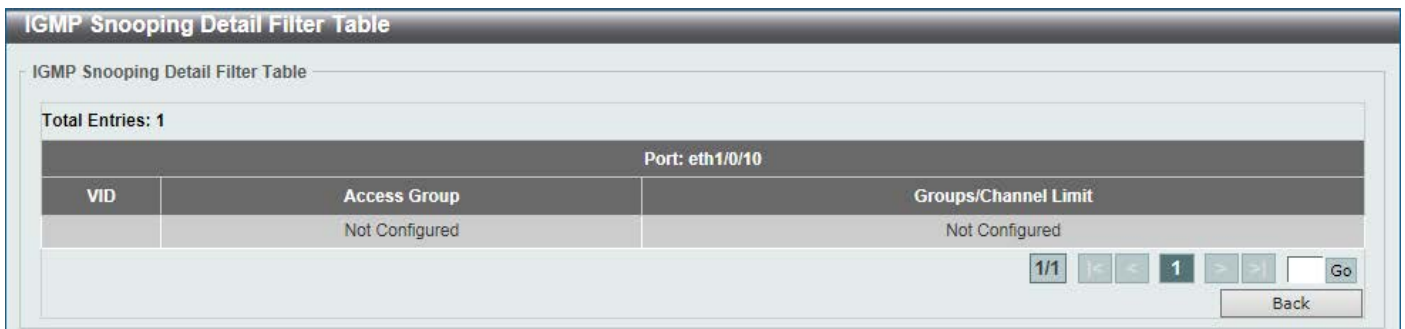 IGMP Snooping Detail Filter Table
IGMP Snooping Detail Filter Table
Total Entries: 1
Port: eth1/0/10
VID Access Group Groups/Channel Limit
Not Configured Not Configured
1/1 |< < 1 > >| Go
Back